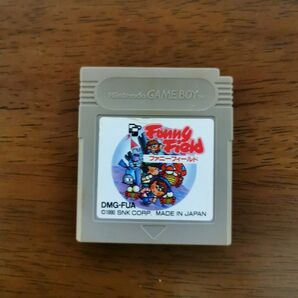 Nintendo GAME BOY™
Funny
Field
ファニーフィールド
DMG-FUA
©1990 SNK CORP. MADE IN JAPAN